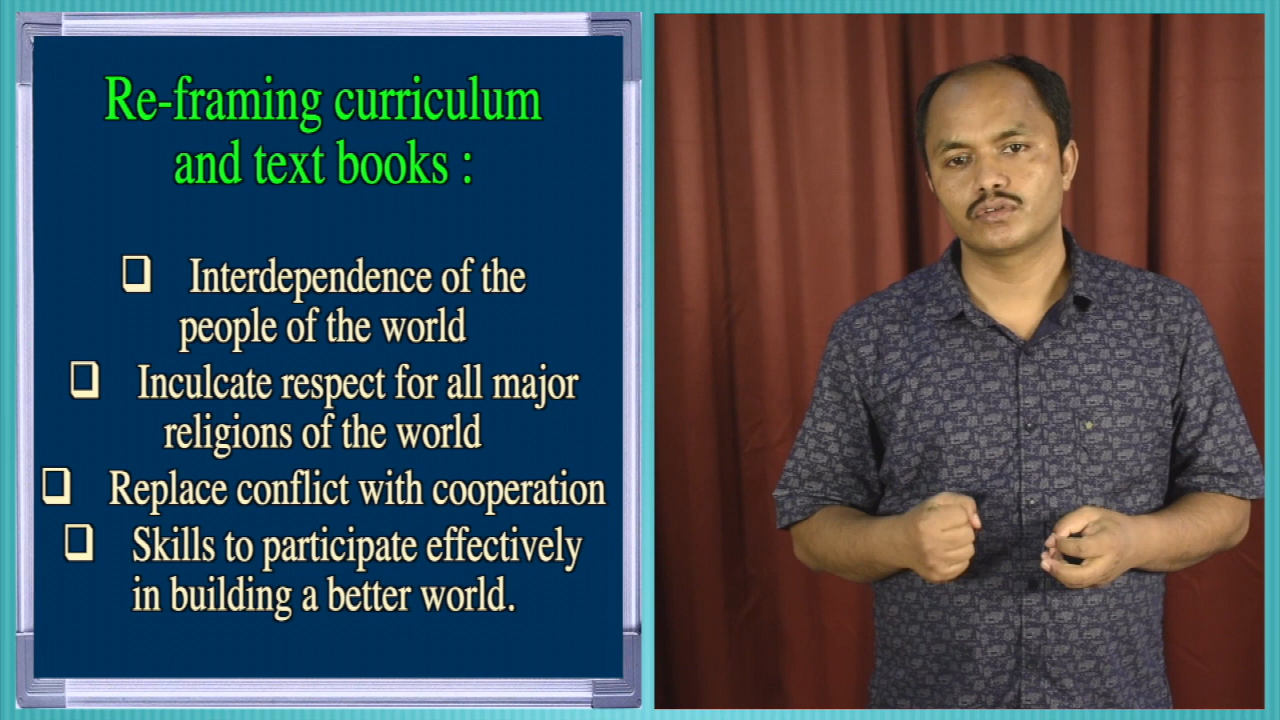 Re-framing curriculum
and text books :
❑ Interdependence of the
people of the world
❑ Inculcate respect for all major
religions of the world
❑ Replace conflict with cooperation
❑ Skills to participate effectively
in building a better world.